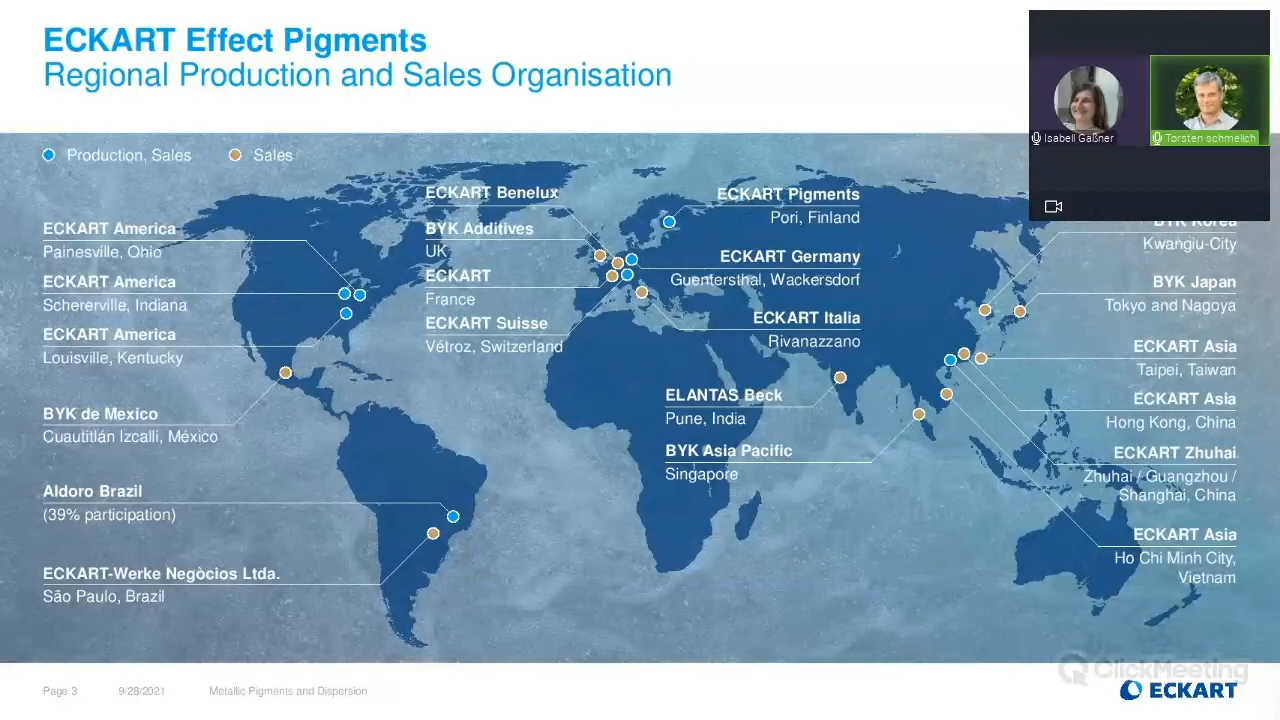 ECKART Effect Pigments
Regional Production and Sales Organisation
Isabell Gaßner
Torsten schmelich
Production, Sales
Sales
ECKART America
Painesville, Ohio
ECKART America
Schererville, Indiana
ECKART America
Louisville, Kentucky
BYK de Mexico
Cuautitlán Izcalli, México
Aldoro Brazil
(39% participation)
ECKART-Werke Negòcios Ltda.
São Paulo, Brazil
ECKART Benelux
BYK Additives
UK
ECKART
France
ECKART Suisse
Vétroz, Switzerland
ECKART Pigments
Pori, Finland
ECKART Germany
Guentersthal, Wackersdorf
ECKART Italia
Rivanazzano
ELANTAS Beck
Pune, India
BYK Asia Pacific
Singapore
BYK Korea
Kwangiu-City
BYK Japan
Tokyo and Nagoya
ECKART Asia
Taipei, Taiwan
ECKART Asia
Hong Kong, China
ECKART Zhuhai
Zhuhai / Guangzhou /
Shanghai, China
ECKART Asia
Ho Chi Minh City,
Vietnam
Page 3
9/28/2021
Metallic Pigments and Dispersion
ClickMeeting
ECKART